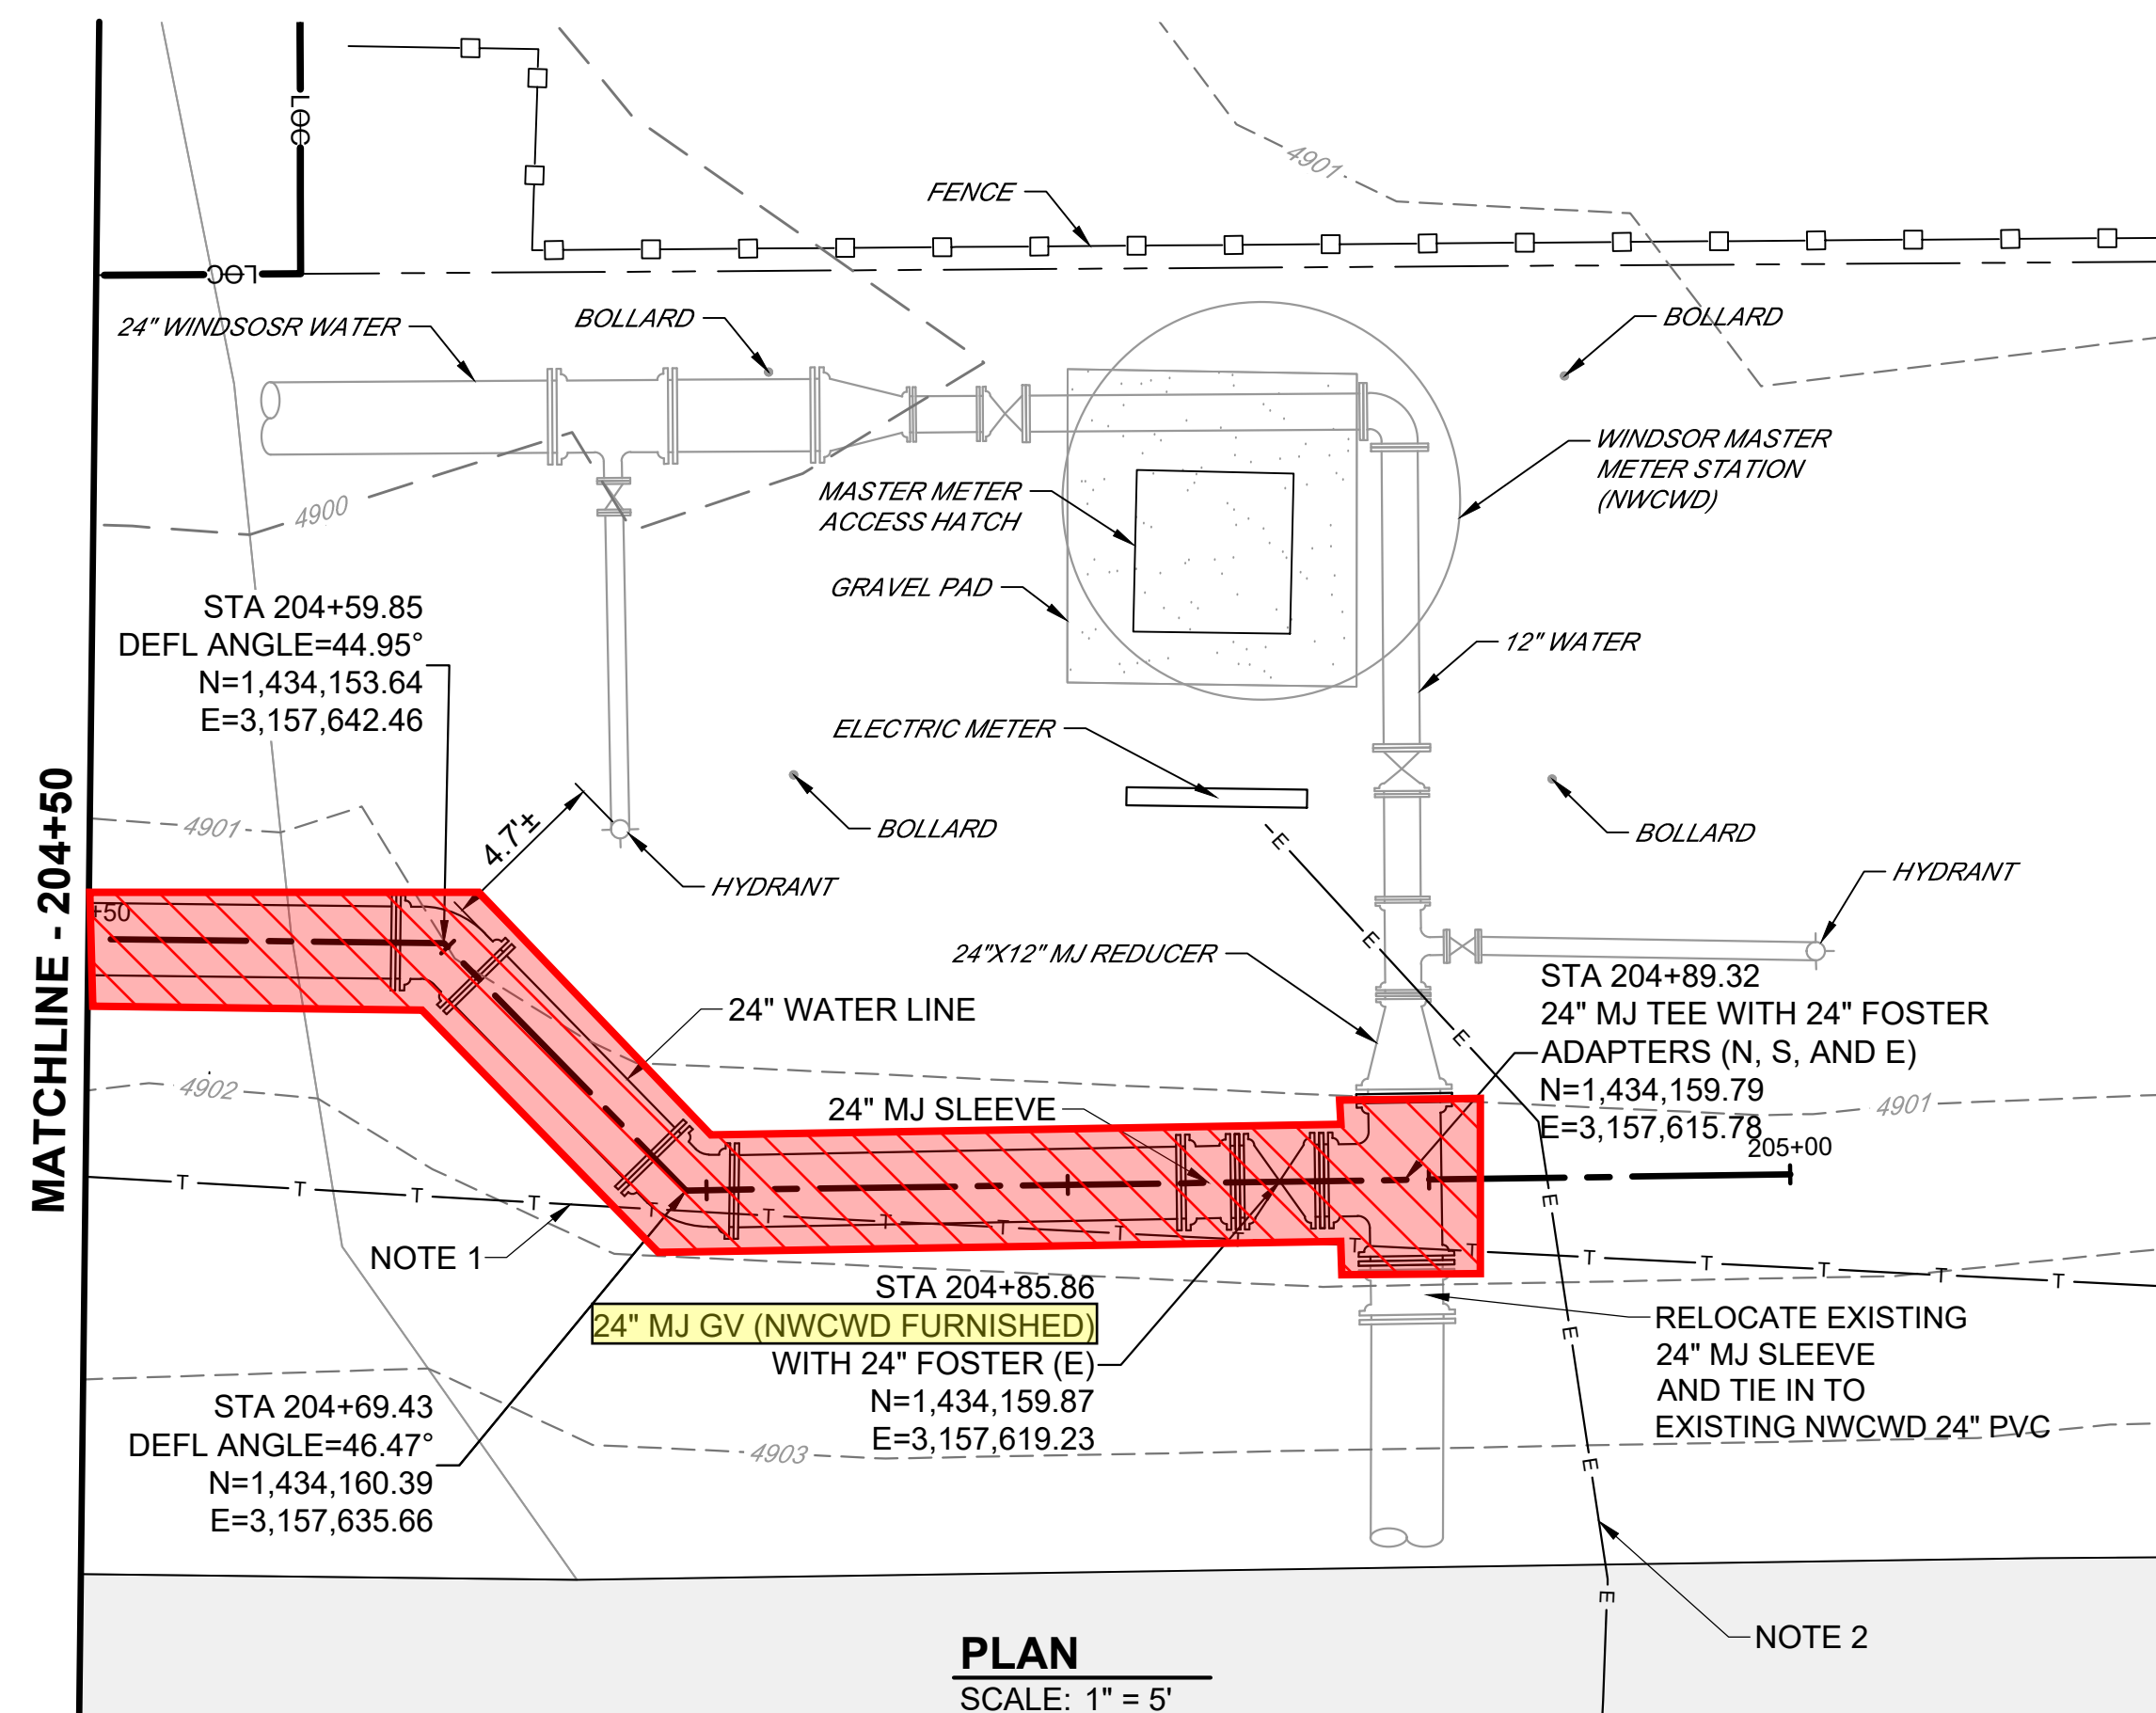 LOC
LOC
4901
FENCE
24" WINDSOSR WATER
BOLLARD
BOLLARD
WINDSOR MASTER
METER STATION
(NWCWD)
MASTER METER
ACCESS HATCH
4900
GRAVEL PAD
STA 204+59.85
DEFL ANGLE=44.95°
N=1,434,153.64
E=3,157,642.46
12" WATER
ELECTRIC METER
4901
4.7'±
BOLLARD
BOLLARD
HYDRANT
HYDRANT
MATCHLINE - 204+50
+50
E
E
E
24"X12" MJ REDUCER
24" WATER LINE
STA 204+89.32
24" MJ TEE WITH 24" FOSTER
ADAPTERS (N, S, AND E)
N=1,434,159.79
E=3,157,615.78
4902
24" MJ SLEEVE
4901
205+00
T T T T T T T T T T T T T T T T T
E
NOTE 1
STA 204+85.86
24" MJ GV (NWCWD FURNISHED)
WITH 24" FOSTER (E)
N=1,434,159.87
E=3,157,619.23
RELOCATE EXISTING
24" MJ SLEEVE
AND TIE IN TO
EXISTING NWCWD 24" PVC
E
E
STA 204+69.43
DEFL ANGLE=46.47°
N=1,434,160.39
E=3,157,635.66
4903
E
NOTE 2
PLAN
SCALE: 1" = 5'